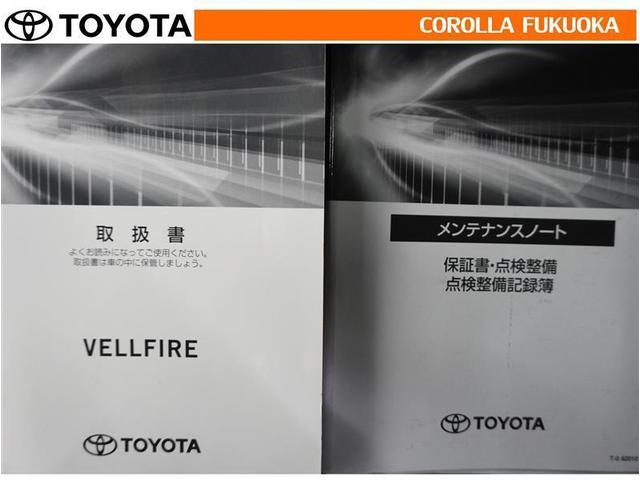 TOYOTA
COROLLA FUKUOKA
取扱書
よくお読みになってご使用ください。
取扱書は車の中に保管しましょう。
VELLFIRE
TOYOTA
メンテナンスノート
保証書・点検整備
点検整備記録簿
TOYOTA